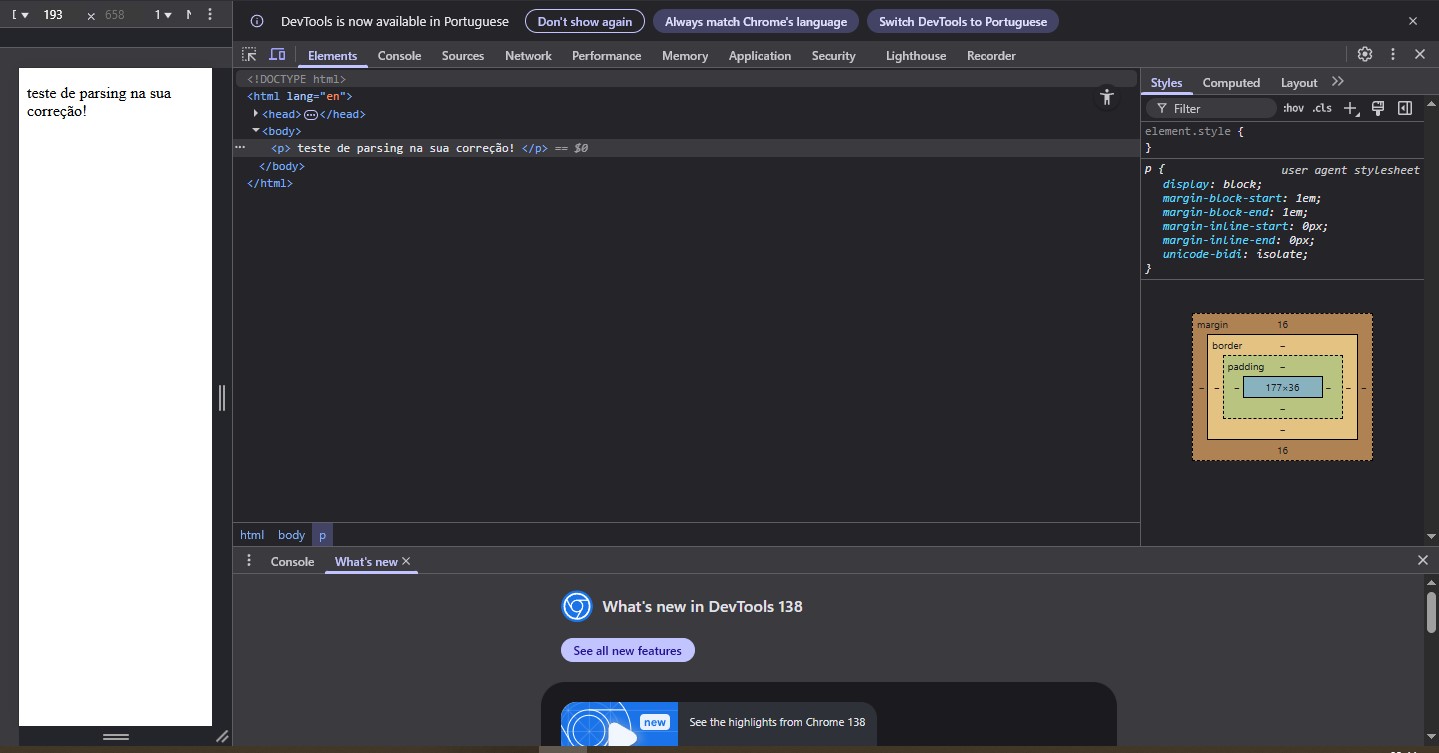 193 × 658 1
DevTools is now available in Portuguese Don't show again Always match Chrome's language Switch DevTools to Portuguese
Elements Console Sources Network Performance Memory Application Security Lighthouse Recorder
teste de parsing na sua
correção!
<!DOCTYPE html>
<html lang="en">
<head> ⋯ </head>
<body>
<p> teste de parsing na sua correção! </p> == $0
</body>
</html>
html body p
Styles Computed Layout
Filter :hov .cls
element.style {
}
p { user agent stylesheet
display: block;
margin-block-start: 1em;
margin-block-end: 1em;
margin-inline-start: 0px;
margin-inline-end: 0px;
unicode-bidi: isolate;
}
margin 16
border –
padding –
– – – 177×36 – – –
–
–
16
Console What's new
What's new in DevTools 138
See all new features
new See the highlights from Chrome 138